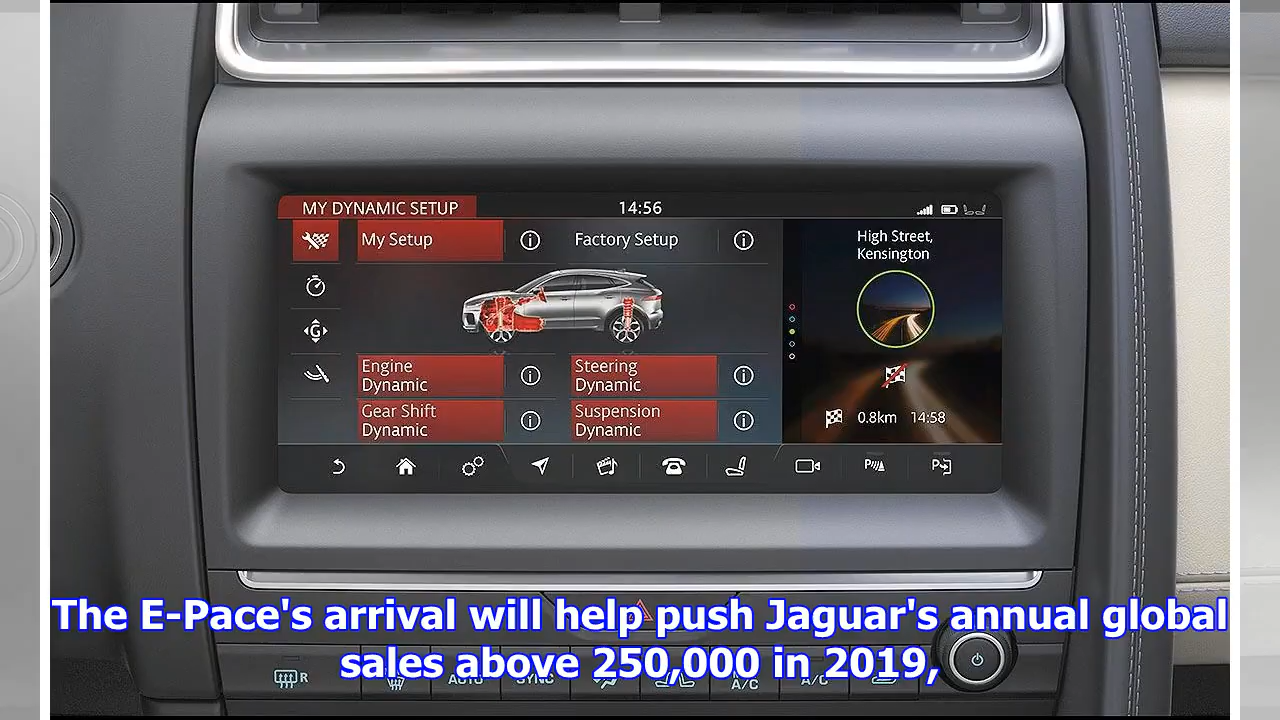 MY DYNAMIC SETUP
14:56
My Setup
Factory Setup
High Street,
Kensington
G
Engine
Dynamic
Steering
Dynamic
Gear Shift
Dynamic
Suspension
Dynamic
0.8km 14:58
The E-Pace's arrival will help push Jaguar's annual global
sales above 250,000 in 2019,
R
AUTO
SYNC
A/C
A/C